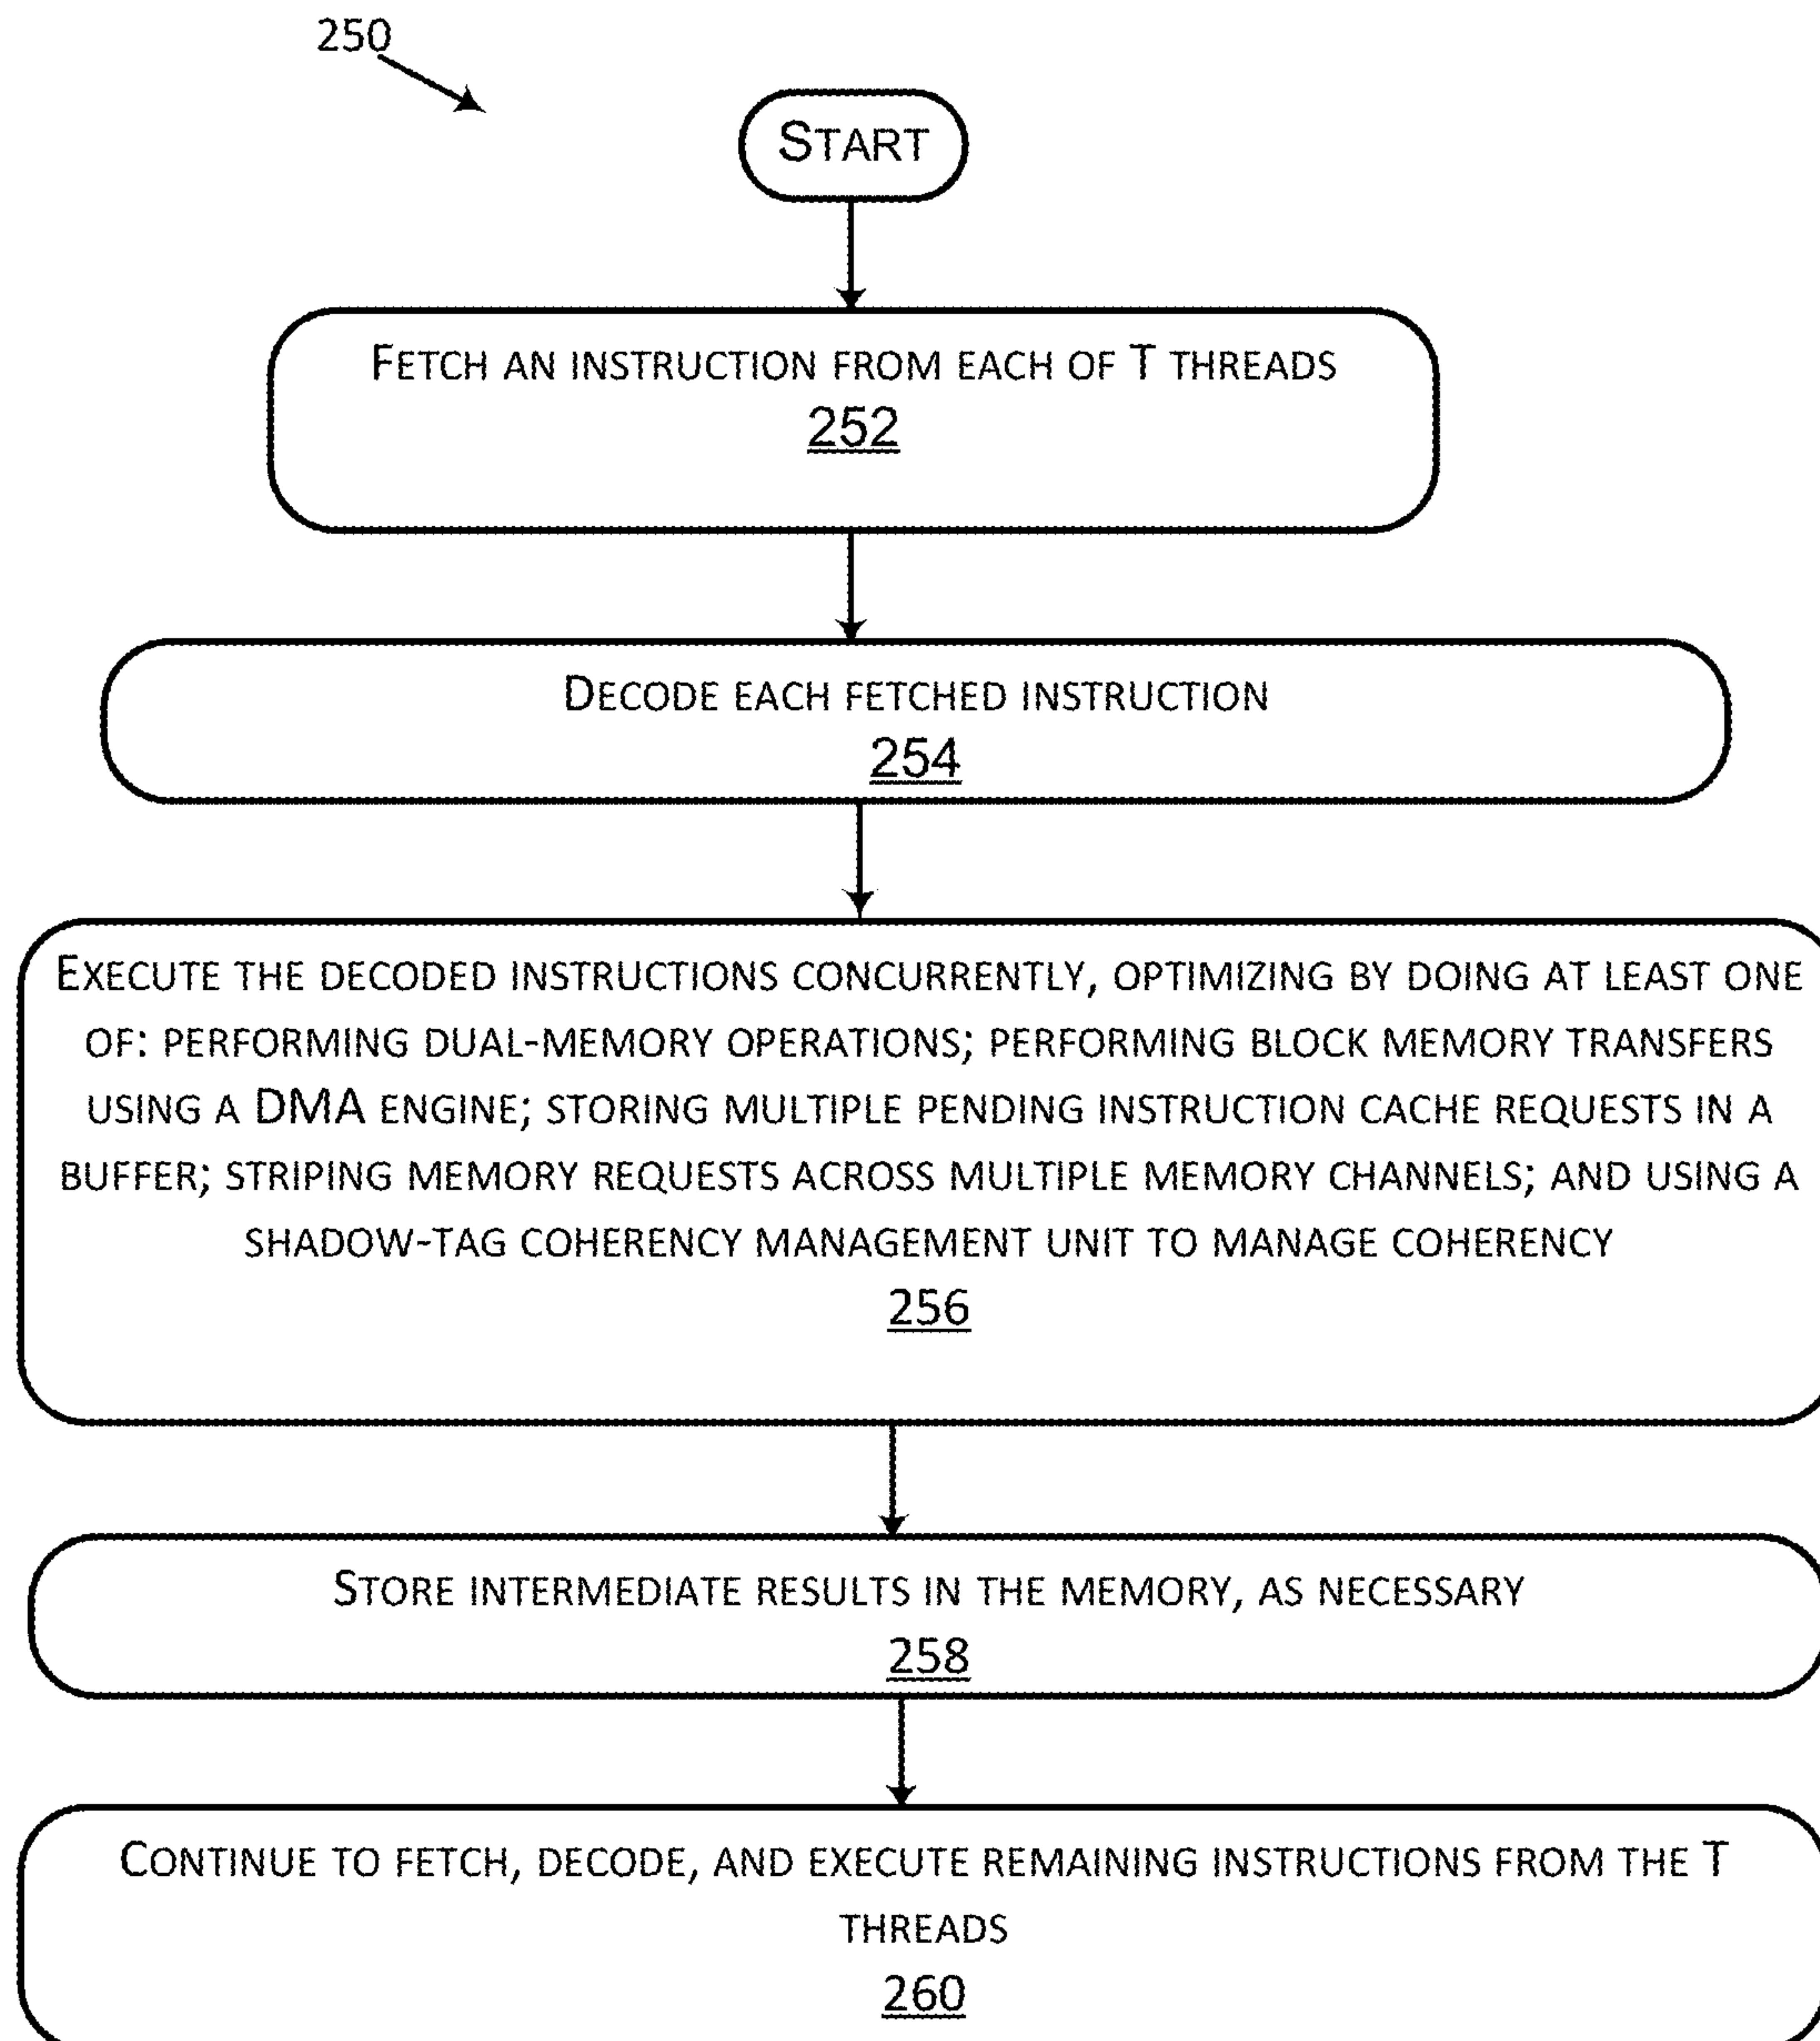 250
START
FETCH AN INSTRUCTION FROM EACH OF T THREADS
252
DECODE EACH FETCHED INSTRUCTION
254
EXECUTE THE DECODED INSTRUCTIONS CONCURRENTLY, OPTIMIZING BY DOING AT LEAST ONE
OF: PERFORMING DUAL-MEMORY OPERATIONS; PERFORMING BLOCK MEMORY TRANSFERS
USING A DMA ENGINE; STORING MULTIPLE PENDING INSTRUCTION CACHE REQUESTS IN A
BUFFER; STRIPING MEMORY REQUESTS ACROSS MULTIPLE MEMORY CHANNELS; AND USING A
SHADOW-TAG COHERENCY MANAGEMENT UNIT TO MANAGE COHERENCY
256
STORE INTERMEDIATE RESULTS IN THE MEMORY, AS NECESSARY
258
CONTINUE TO FETCH, DECODE, AND EXECUTE REMAINING INSTRUCTIONS FROM THE T
THREADS
260